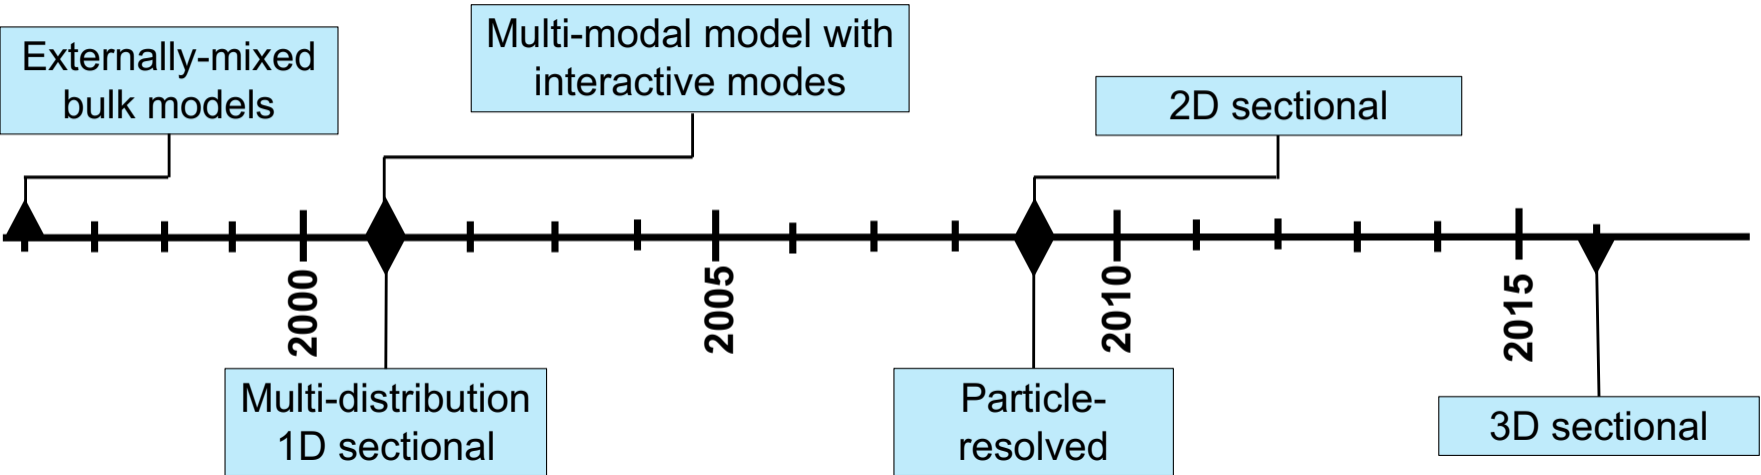 Externally-mixed
bulk models
Multi-modal model with
interactive modes
2D sectional
2000
2005
2010
2015
Multi-distribution
1D sectional
Particle-
resolved
3D sectional